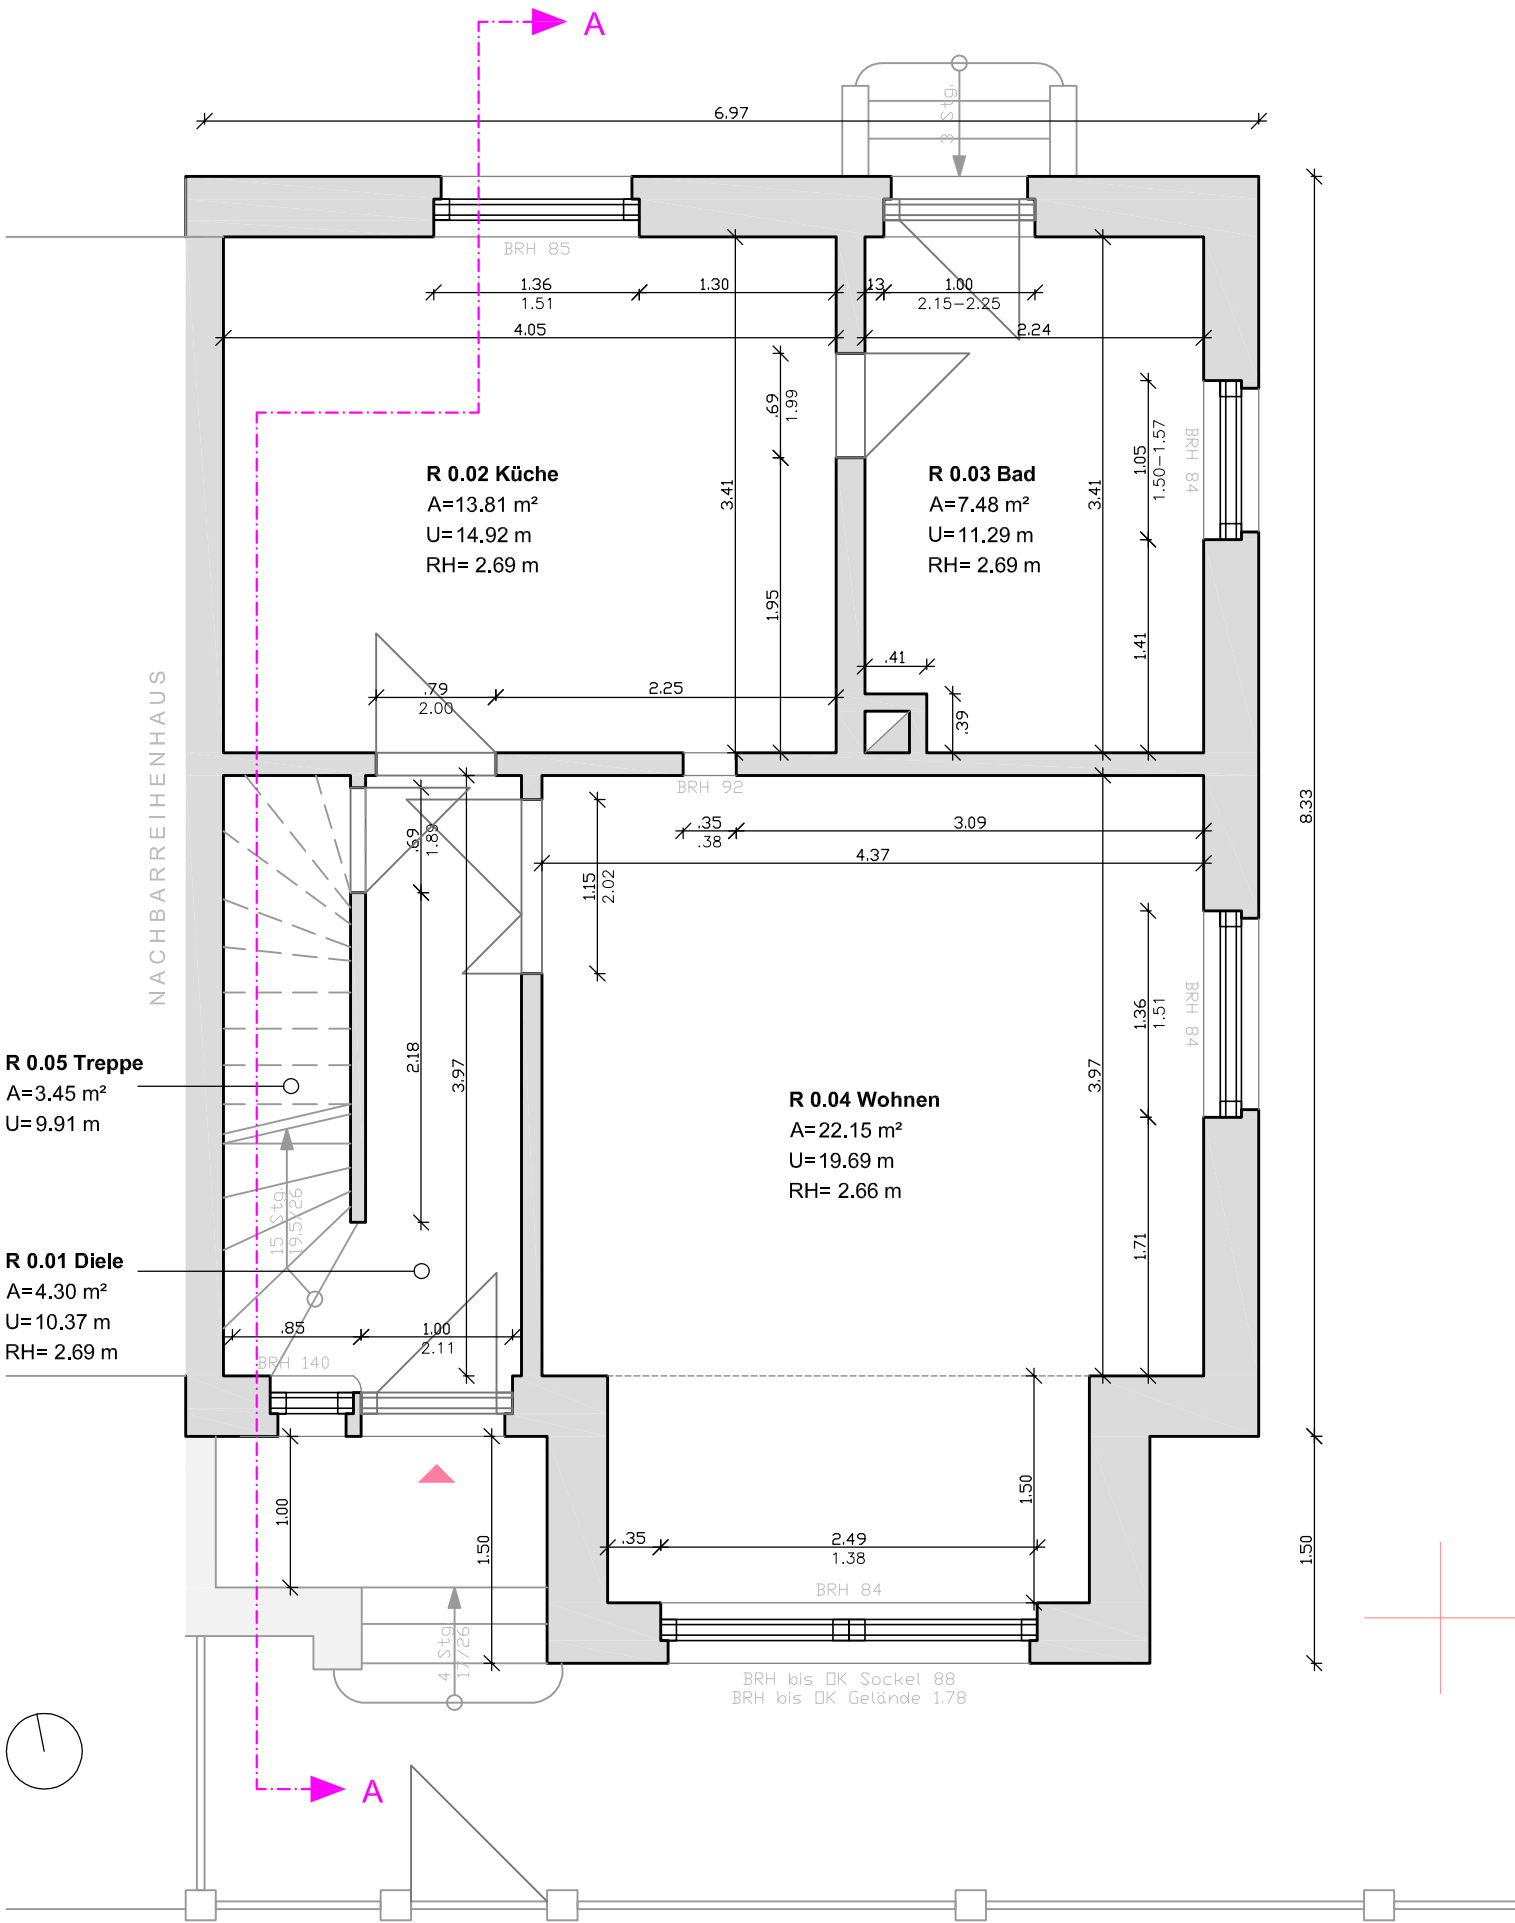 A
3 Stg.
6.97
BRH 85
1.36
1.51
1.30
.13
1.00
2.15-2.25
4.05
2.24
.69
1.99
3.41
3.41
1.05
1.50-1.57
BRH 84
R 0.02 Küche
A=13.81 m²
U=14.92 m
RH= 2.69 m
R 0.03 Bad
A=7.48 m²
U=11.29 m
RH= 2.69 m
1.95
1.41
.41
.39
.79
2.00
2.25
NACHBARREIHENHAUS
BRH 92
.35
.38
3.09
4.37
8.33
.69
1.89
1.15
2.02
2.18
3.97
3.97
1.36
1.51
BRH 84
R 0.05 Treppe
A=3.45 m²
U=9.91 m
R 0.04 Wohnen
A=22.15 m²
U=19.69 m
RH= 2.66 m
15 Stg.
19.5/26
1.71
R 0.01 Diele
A=4.30 m²
U=10.37 m
RH= 2.69 m
.85
1.00
2.11
BRH 140
1.00
1.50
1.50
1.50
.35
2.49
1.38
BRH 84
4 Stg.
17/26
BRH bis OK Sockel 88
BRH bis OK Gelände 1.78
A